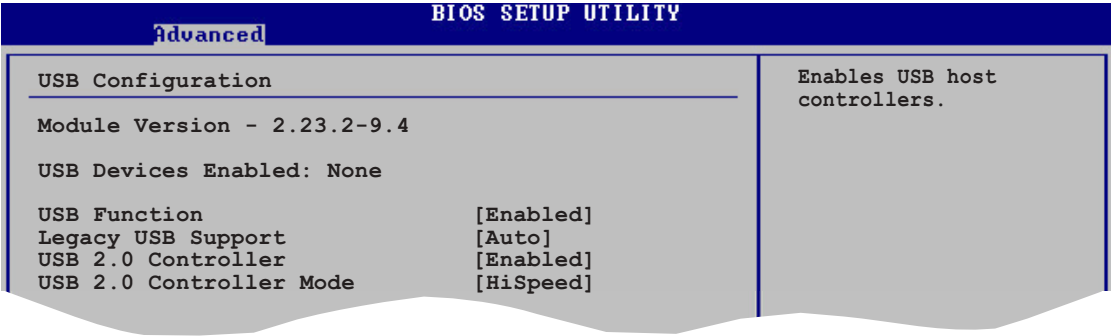 BIOS SETUP UTILITY
Advanced
USB Configuration
Module Version - 2.23.2-9.4
USB Devices Enabled: None
USB Function [Enabled]
Legacy USB Support [Auto]
USB 2.0 Controller [Enabled]
USB 2.0 Controller Mode [HiSpeed]
Enables USB host
controllers.